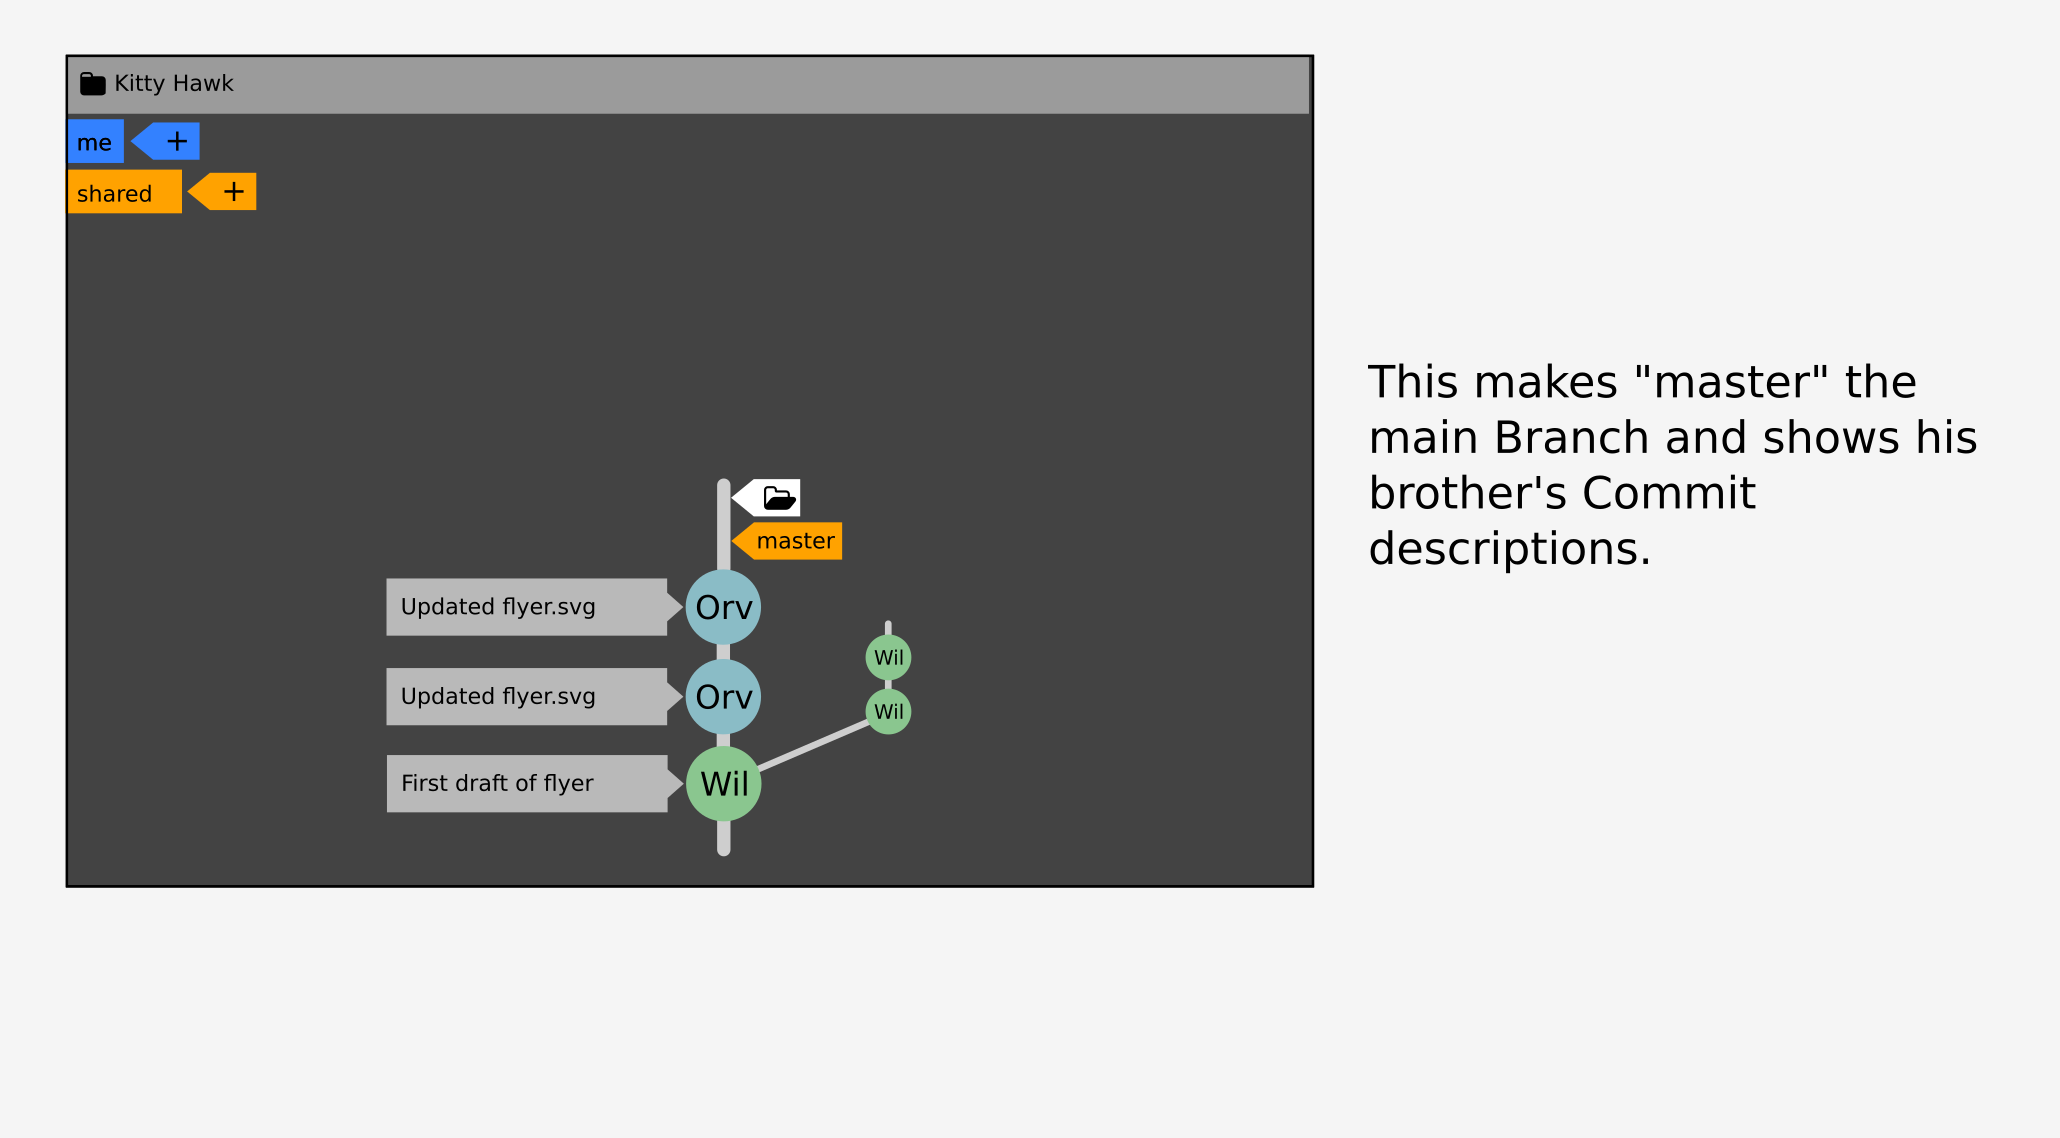 Kitty Hawk
me +
shared +
master
Updated flyer.svg
Orv
Wil
Updated flyer.svg
Orv
Wil
First draft of flyer
Wil
This makes "master" the
main Branch and shows his
brother's Commit
descriptions.